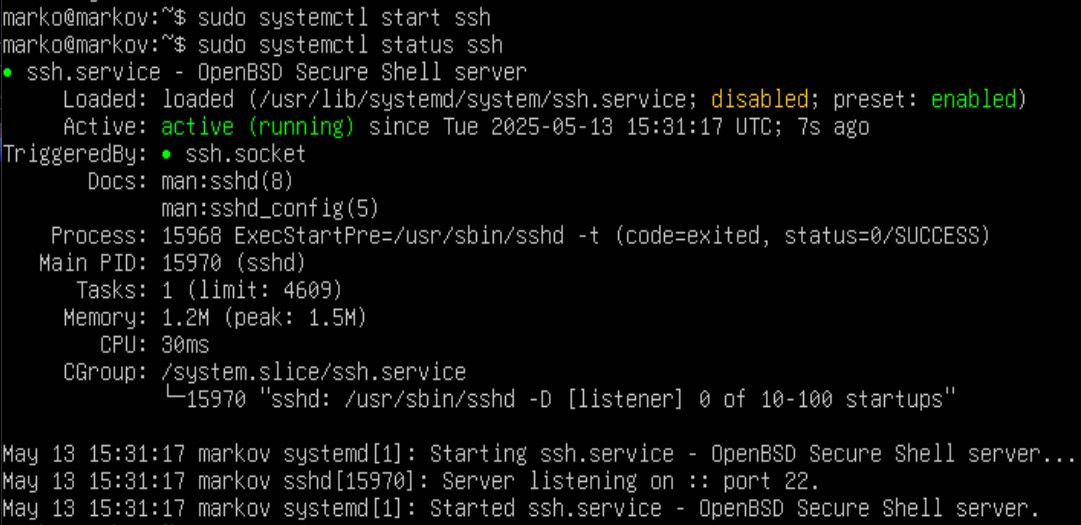 marko@markov:~$ sudo systemctl start ssh
marko@markov:~$ sudo systemctl status ssh
● ssh.service - OpenBSD Secure Shell server
     Loaded: loaded (/usr/lib/systemd/system/ssh.service; disabled; preset: enabled)
     Active: active (running) since Tue 2025-05-13 15:31:17 UTC; 7s ago
TriggeredBy: ● ssh.socket
       Docs: man:sshd(8)
             man:sshd_config(5)
    Process: 15968 ExecStartPre=/usr/sbin/sshd -t (code=exited, status=0/SUCCESS)
   Main PID: 15970 (sshd)
      Tasks: 1 (limit: 4609)
     Memory: 1.2M (peak: 1.5M)
        CPU: 30ms
     CGroup: /system.slice/ssh.service
             └─15970 "sshd: /usr/sbin/sshd -D [listener] 0 of 10-100 startups"

May 13 15:31:17 markov systemd[1]: Starting ssh.service - OpenBSD Secure Shell server...
May 13 15:31:17 markov sshd[15970]: Server listening on :: port 22.
May 13 15:31:17 markov systemd[1]: Started ssh.service - OpenBSD Secure Shell server.